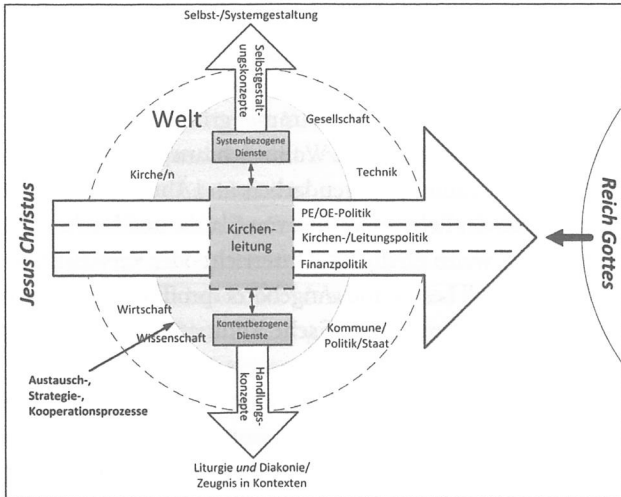 Selbst-/Systemgestaltung
Selbstgestalt-
ungskonzepte
Welt
Gesellschaft
Systembezogene
Dienste
Kirche/n
Technik
Jesus Christus
Kirchen-
leitung
PE/OE-Politik
Kirchen-/Leitungspolitik
Finanzpolitik
Reich Gottes
Wirtschaft
Wissenschaft
Kontextbezogene
Dienste
Kommune/
Politik/Staat
Austausch-,
Strategie-,
Kooperationsprozesse
Handlungs-
konzepte
Liturgie und Diakonie/
Zeugnis in Kontexten